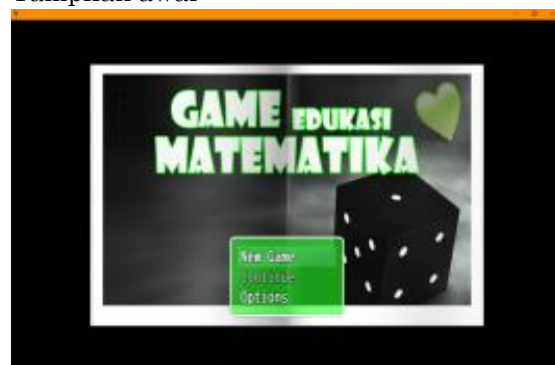 Tampilan awal
GAME EDUKASI
MATEMATIKA
New Game
Continue
Options